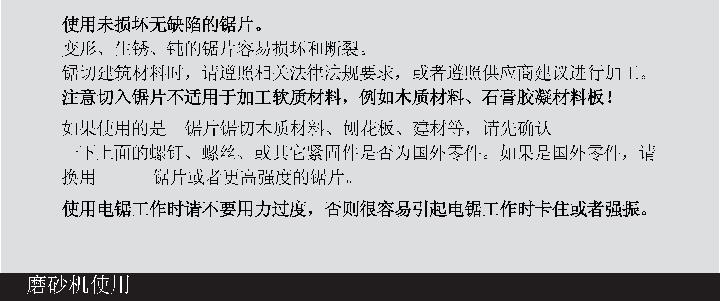 使用未损坏无缺陷的锯片。
变形、生锈、钝的锯片容易损坏和断裂。
锯切建筑材料时，请遵照相关法律法规要求，或者遵照供应商建议进行加工。
注意切入锯片不适用于加工软质材料，例如木质材料、石膏胶凝材料板！
如果使用的是 锯片锯切木质材料、刨花板、建材等，请先确认
一下上面的螺钉、螺丝、或其它紧固件是否为国外零件。如果是国外零件，请
换用 锯片或者更高强度的锯片。
使用电锯工作时请不要用力过度，否则很容易引起电锯工作时卡住或者强振。
磨砂机使用